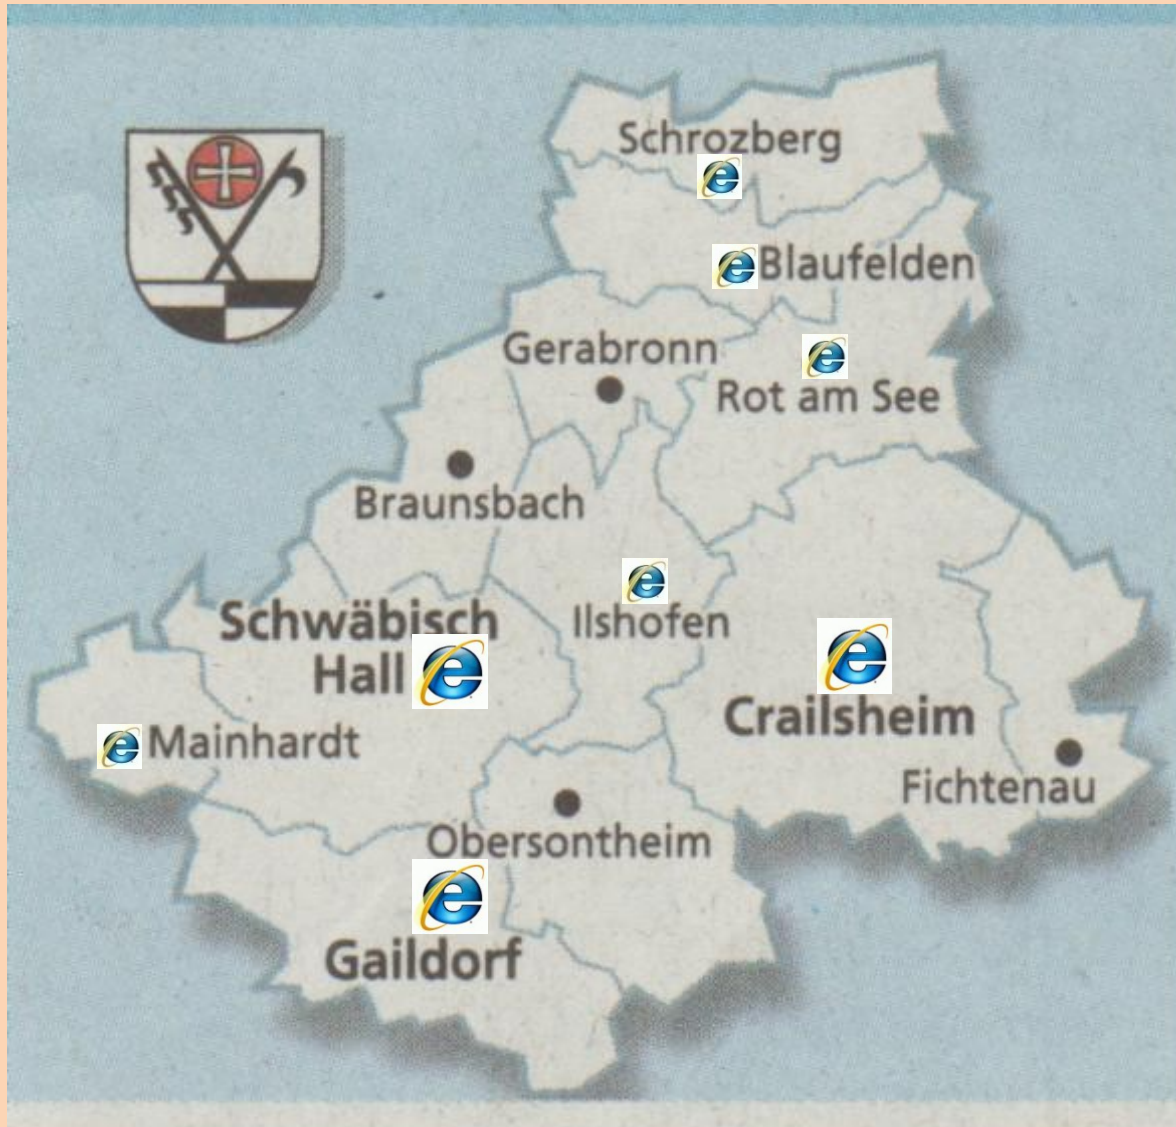 Schrozberg
Blaufelden
Gerabronn
Rot am See
Braunsbach
Schwäbisch
Hall
Ilshofen
Crailsheim
Mainhardt
Fichtenau
Obersontheim
Gaildorf